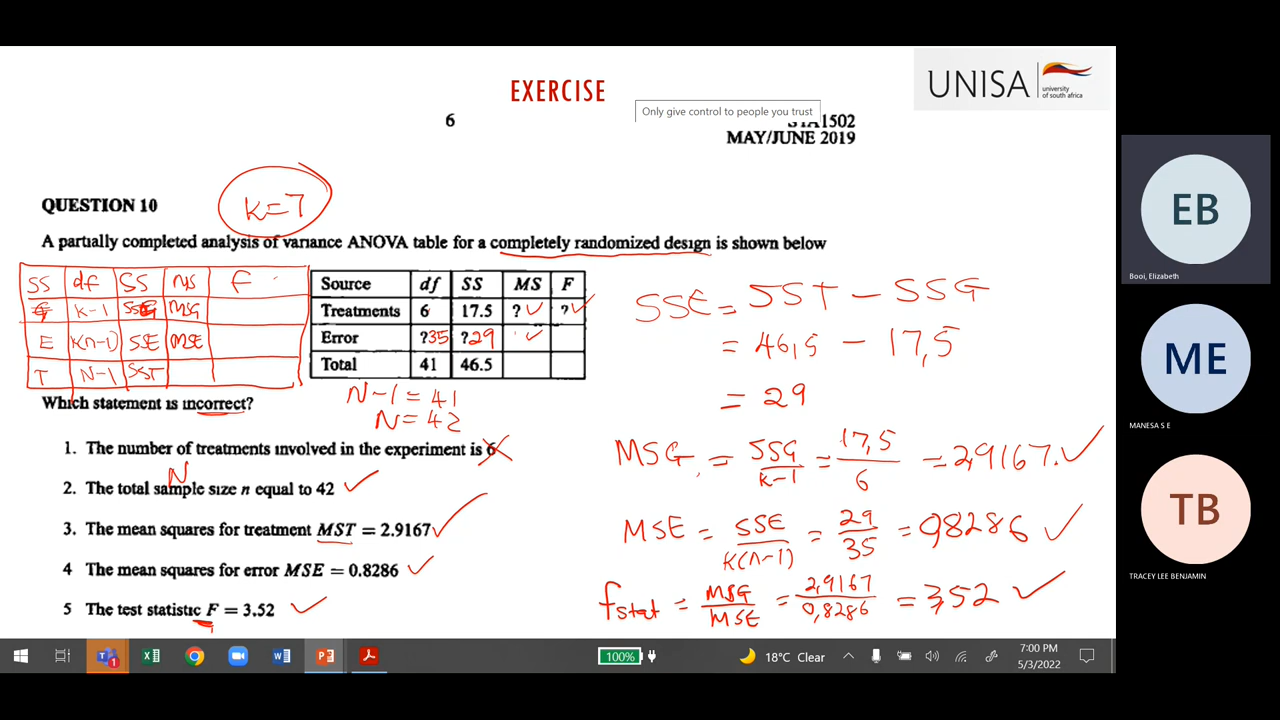 EXERCISE
UNISA
university
of south africa
Only give control to people you trust
6
STA1502
MAY/JUNE 2019
k=7
QUESTION 10
A partially completed analysis of variance ANOVA table for a completely randomized design is shown below
SS df SS MS F
k-1 SSG MSG
E k(n-1) SSE MSE
T N-1 SST
Source df SS MS F
Treatments 6 17.5 ? ?
Error ?35 ?29
Total 41 46.5
N-1=41
N=42
SSE = SST - SSG
= 46,5 - 17,5
= 29
MSG = SSG/k-1 = 17,5/6 = 2,9167.
MSE = SSE/k(n-1) = 29/35 = 0,8286
fstat = MSG/MSE = 2,9167/0,8286 = 3,52
Which statement is incorrect?
1. The number of treatments involved in the experiment is 6
N
2. The total sample size n equal to 42
3. The mean squares for treatment MST = 2.9167
4 The mean squares for error MSE = 0.8286
5 The test statistic F = 3.52
EB
Booi, Elizabeth
ME
MANESA S E
TB
TRACEY LEE BENJAMIN
1
100%
18°C Clear
7:00 PM
5/3/2022